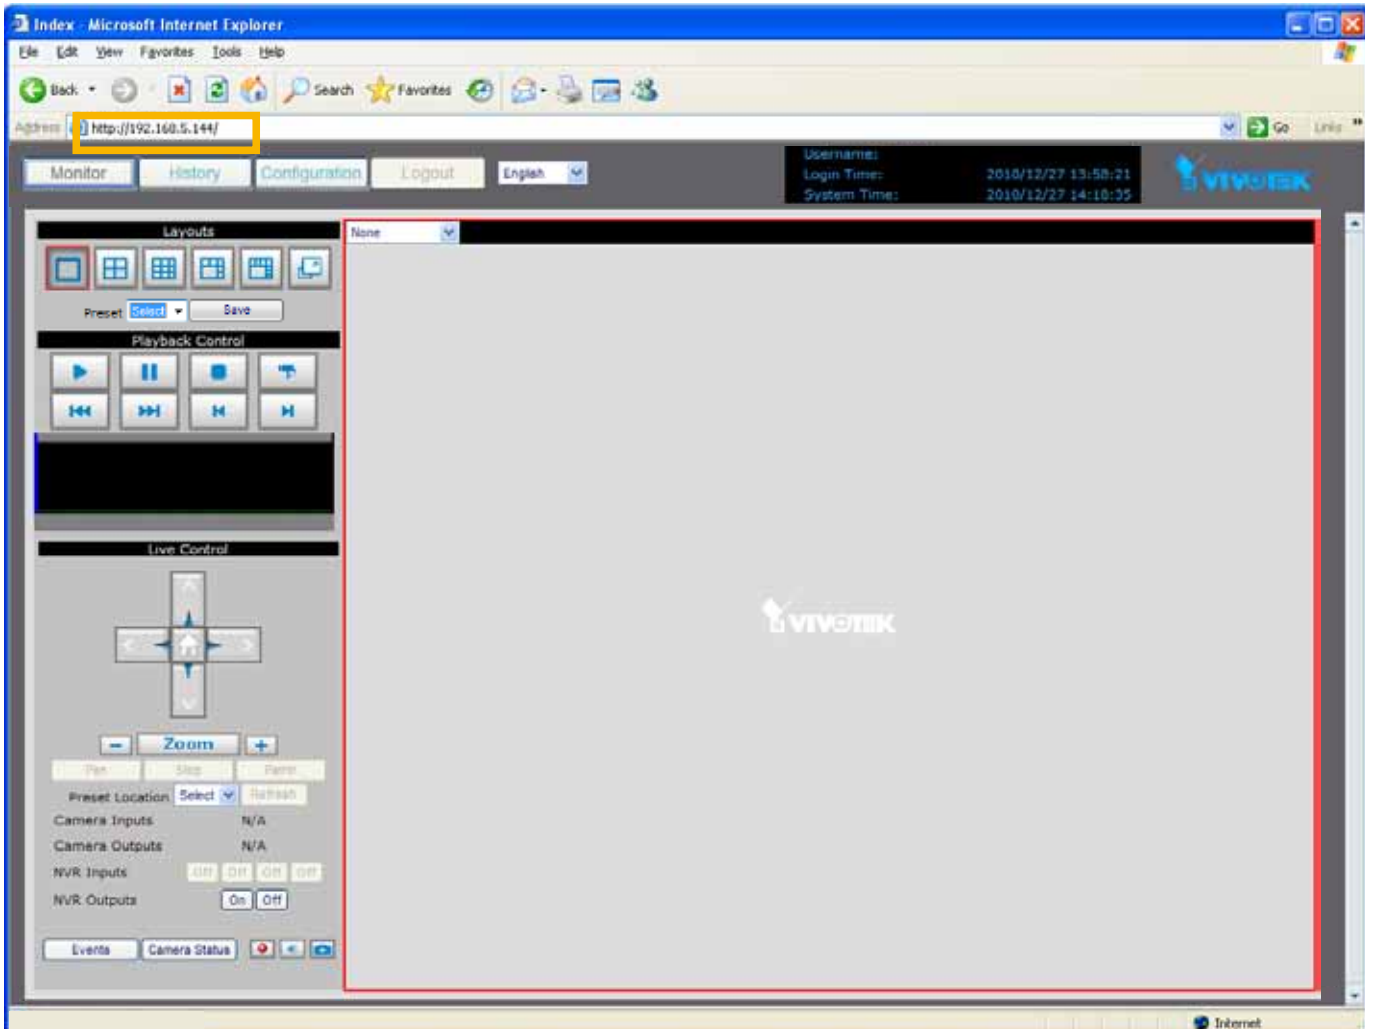 Index - Microsoft Internet Explorer
File Edit View Favorites Tools Help
Back Search Favorites
Address http://192.168.5.144/ Go Links
Monitor History Configuration Logout English
Username:
Login Time: 2010/12/27 13:58:21
System Time: 2010/12/27 14:18:35
VIVOTEK
Layouts
None
Preset Select Save
Playback Control
Live Control
VIVOTEK
Zoom
Pan Stop Patrol
Preset Location Select Refresh
Camera Inputs N/A
Camera Outputs N/A
NVR Inputs Off Off Off Off
NVR Outputs On Off
Events Camera Status
Internet